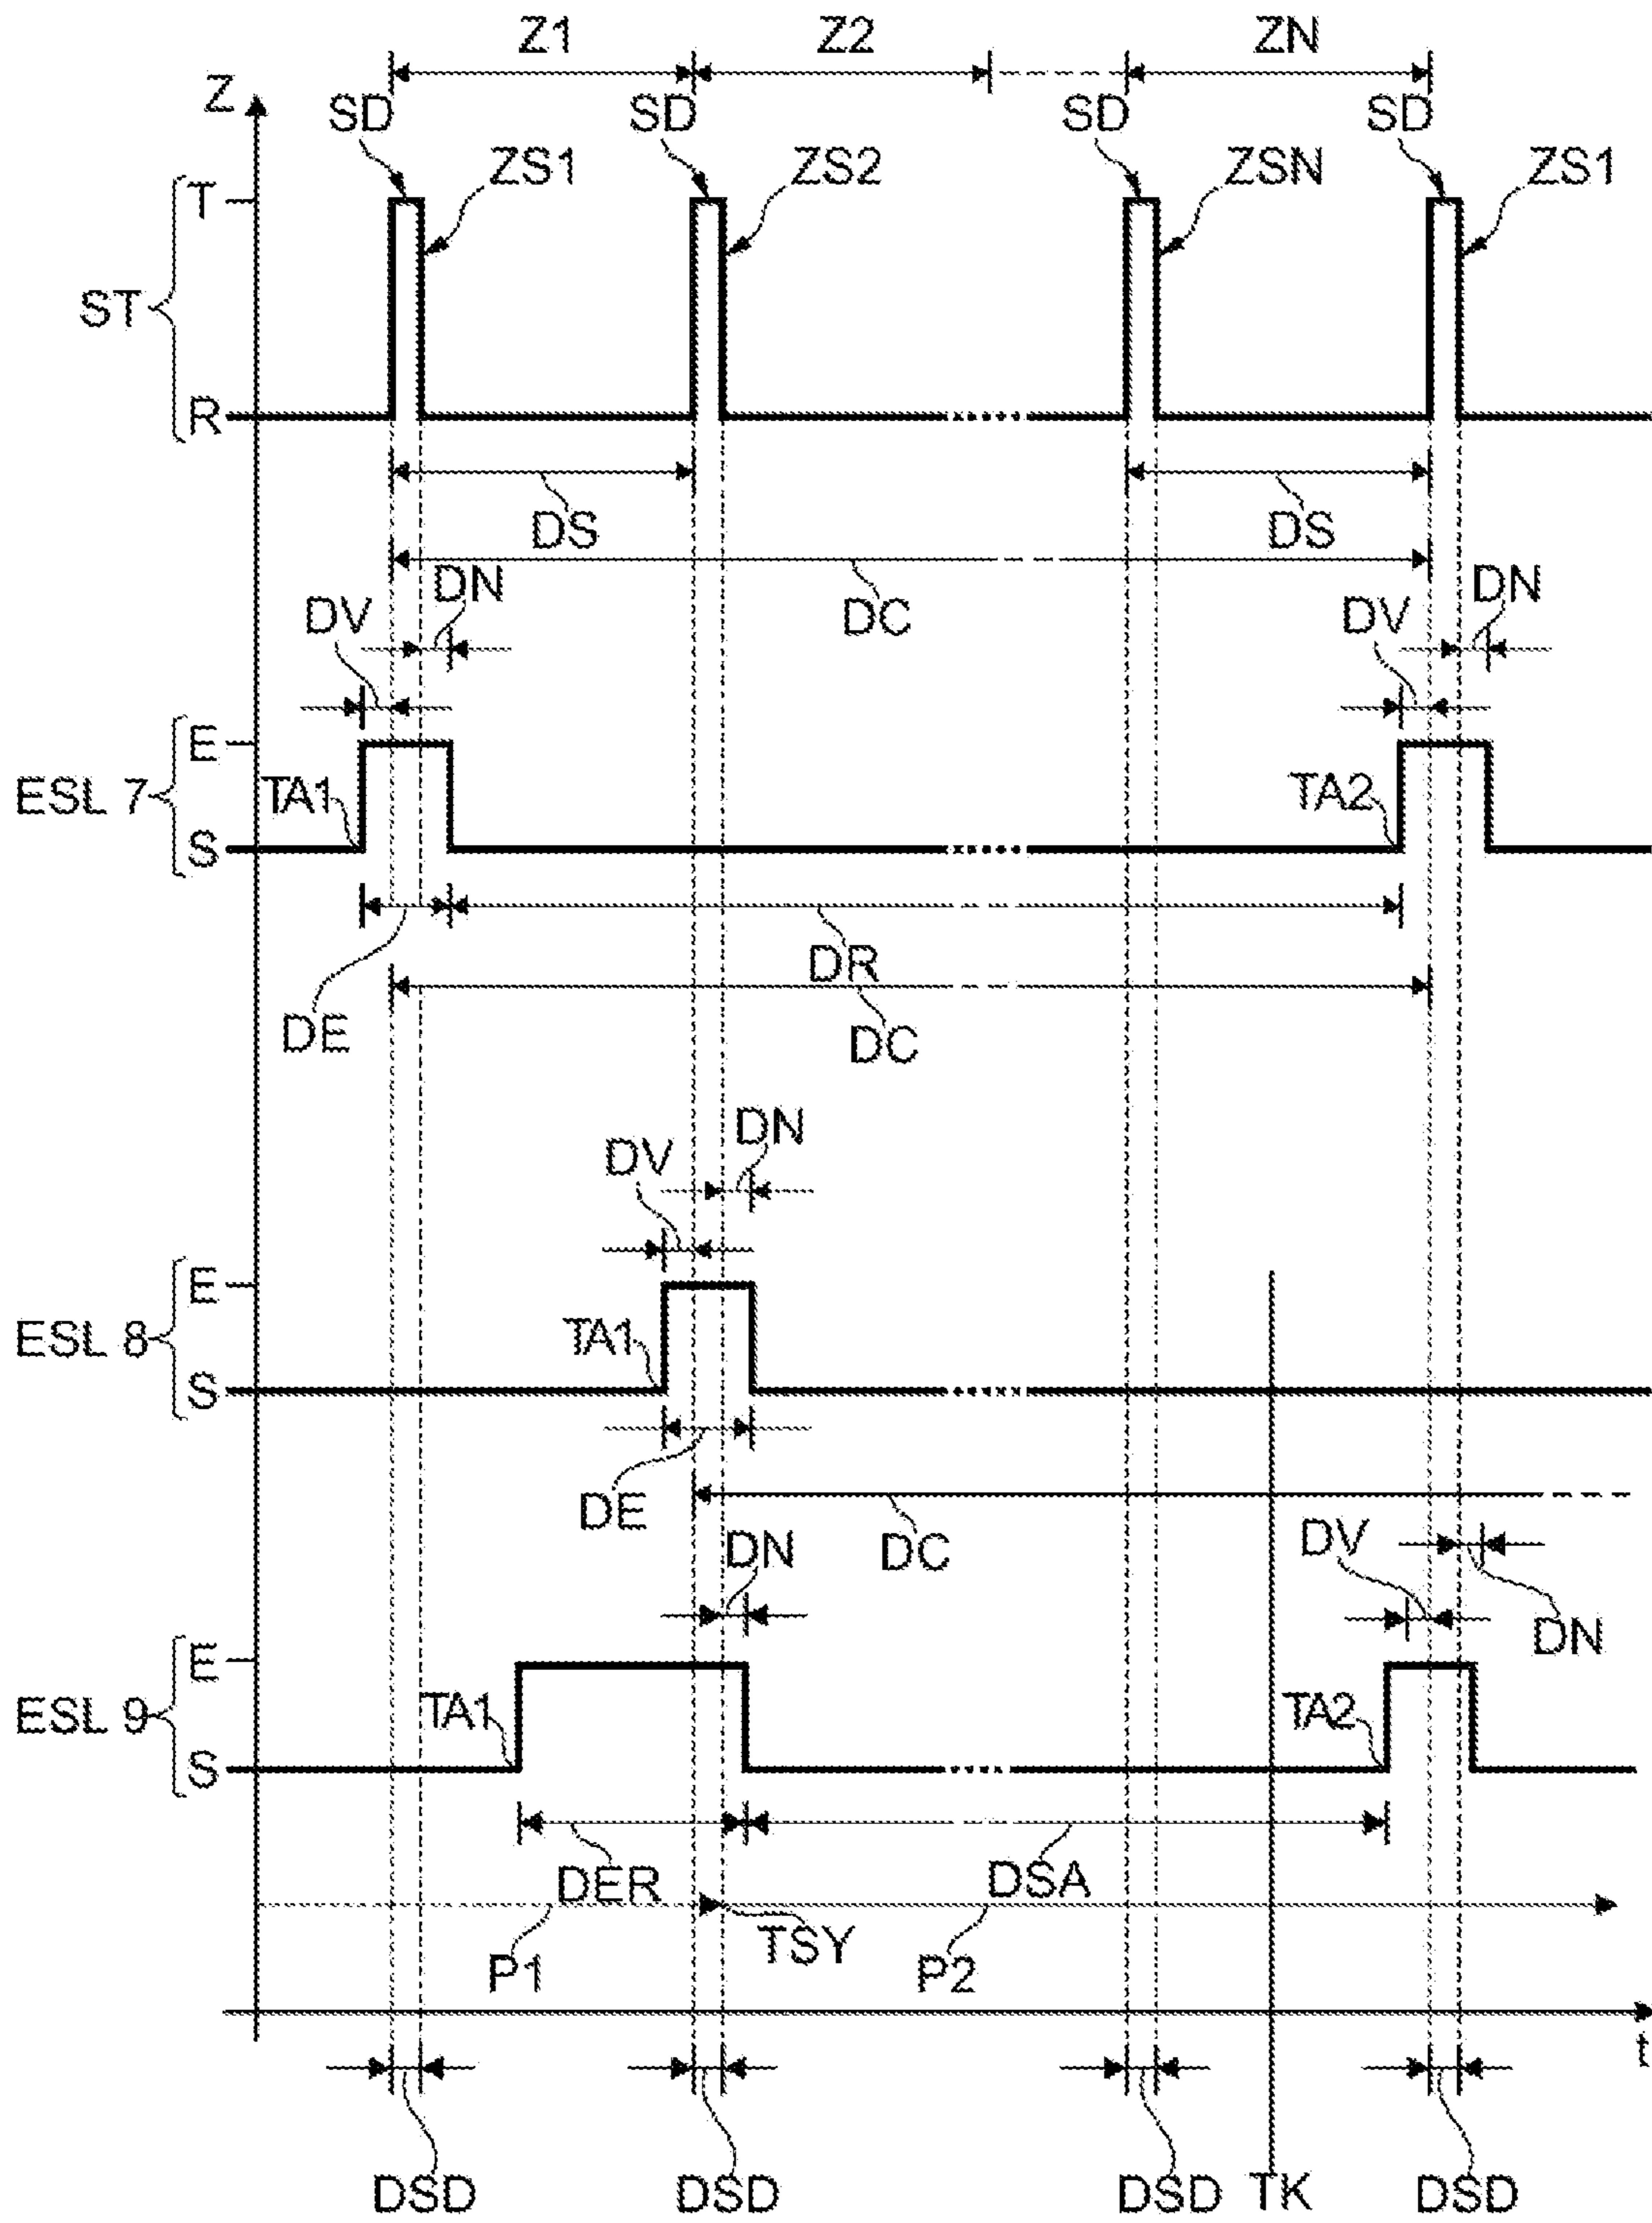 Z1 Z2 ZN
Z
SD SD SD SD
ZS1 ZS2 ZSN ZS1
T
ST
R
DS DS
DC
DN DN
DV DV
E
ESL 7 TA1 TA2
S
DR
DE DC
DN
DV
E
ESL 8 TA1
S
DE DC
DN DV
DN
E
ESL 9 TA1 TA2
S
DER DSA
TSY
P1 P2
t
DSD DSD DSD TK DSD